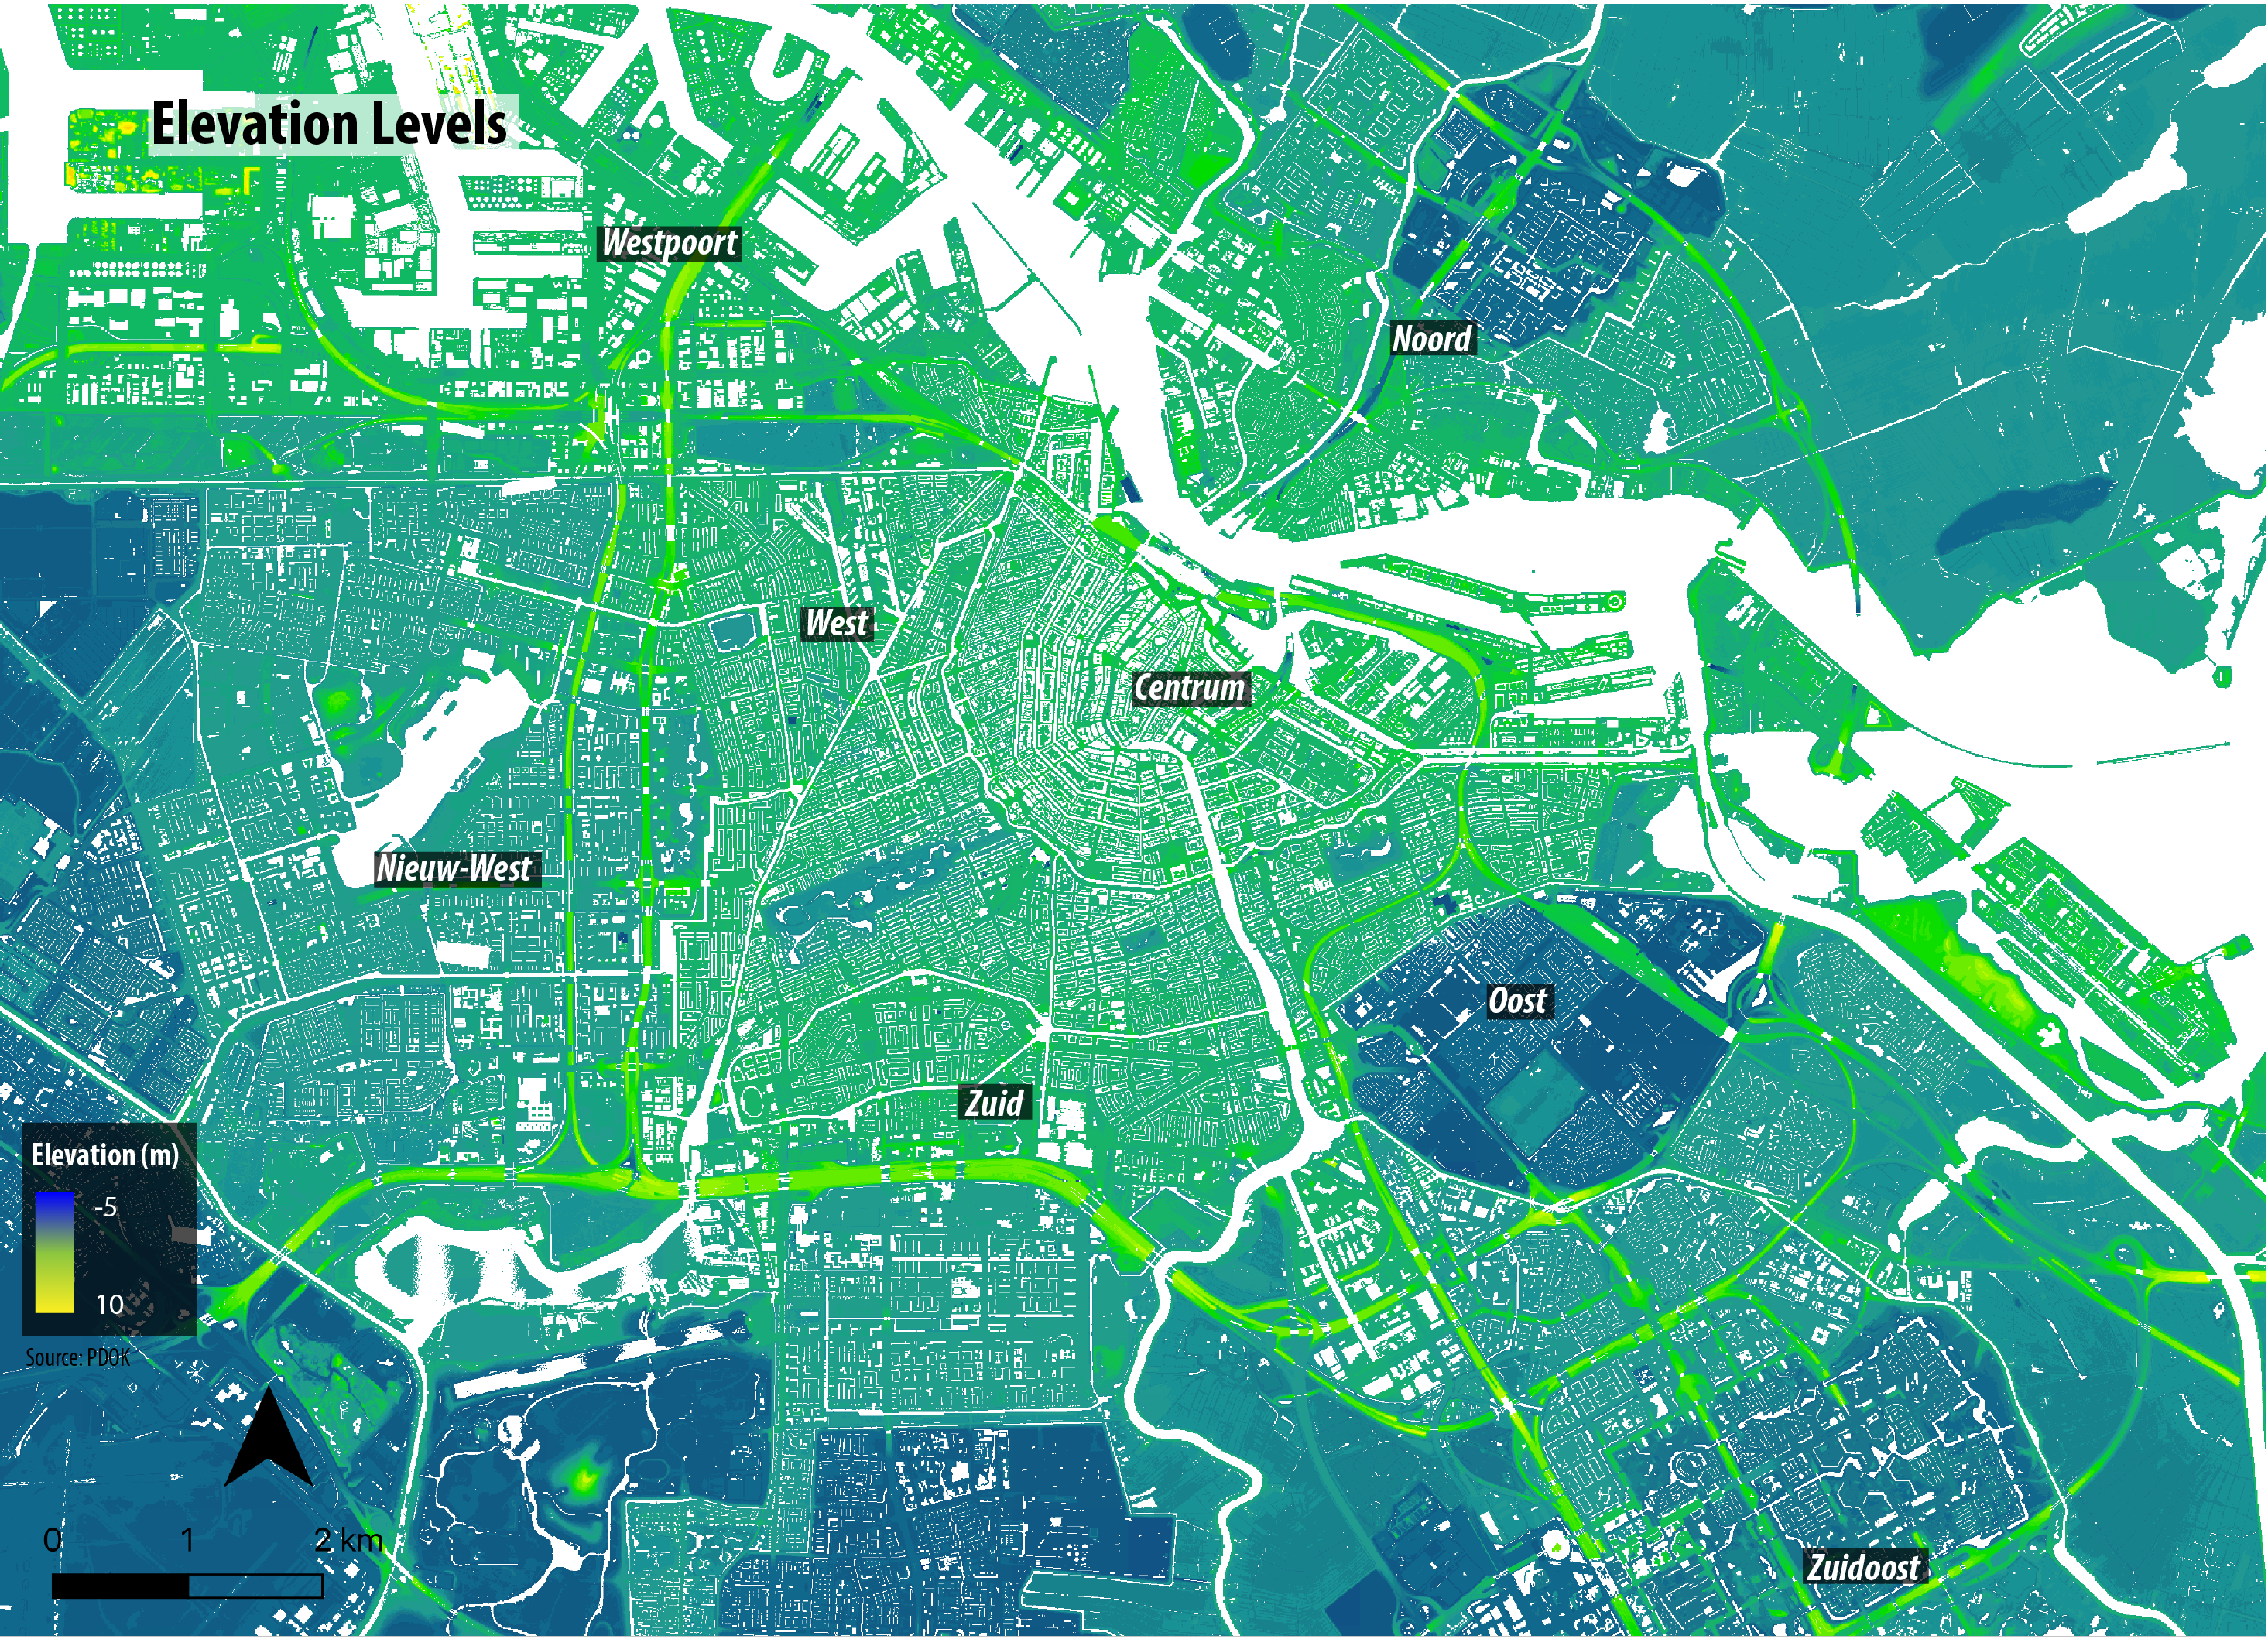 Elevation Levels
Westpoort
Noord
West
Centrum
Nieuw-West
Oost
Zuid
Elevation (m)
-5
10
Source: PDOK
0 1 2 km
Zuidoost